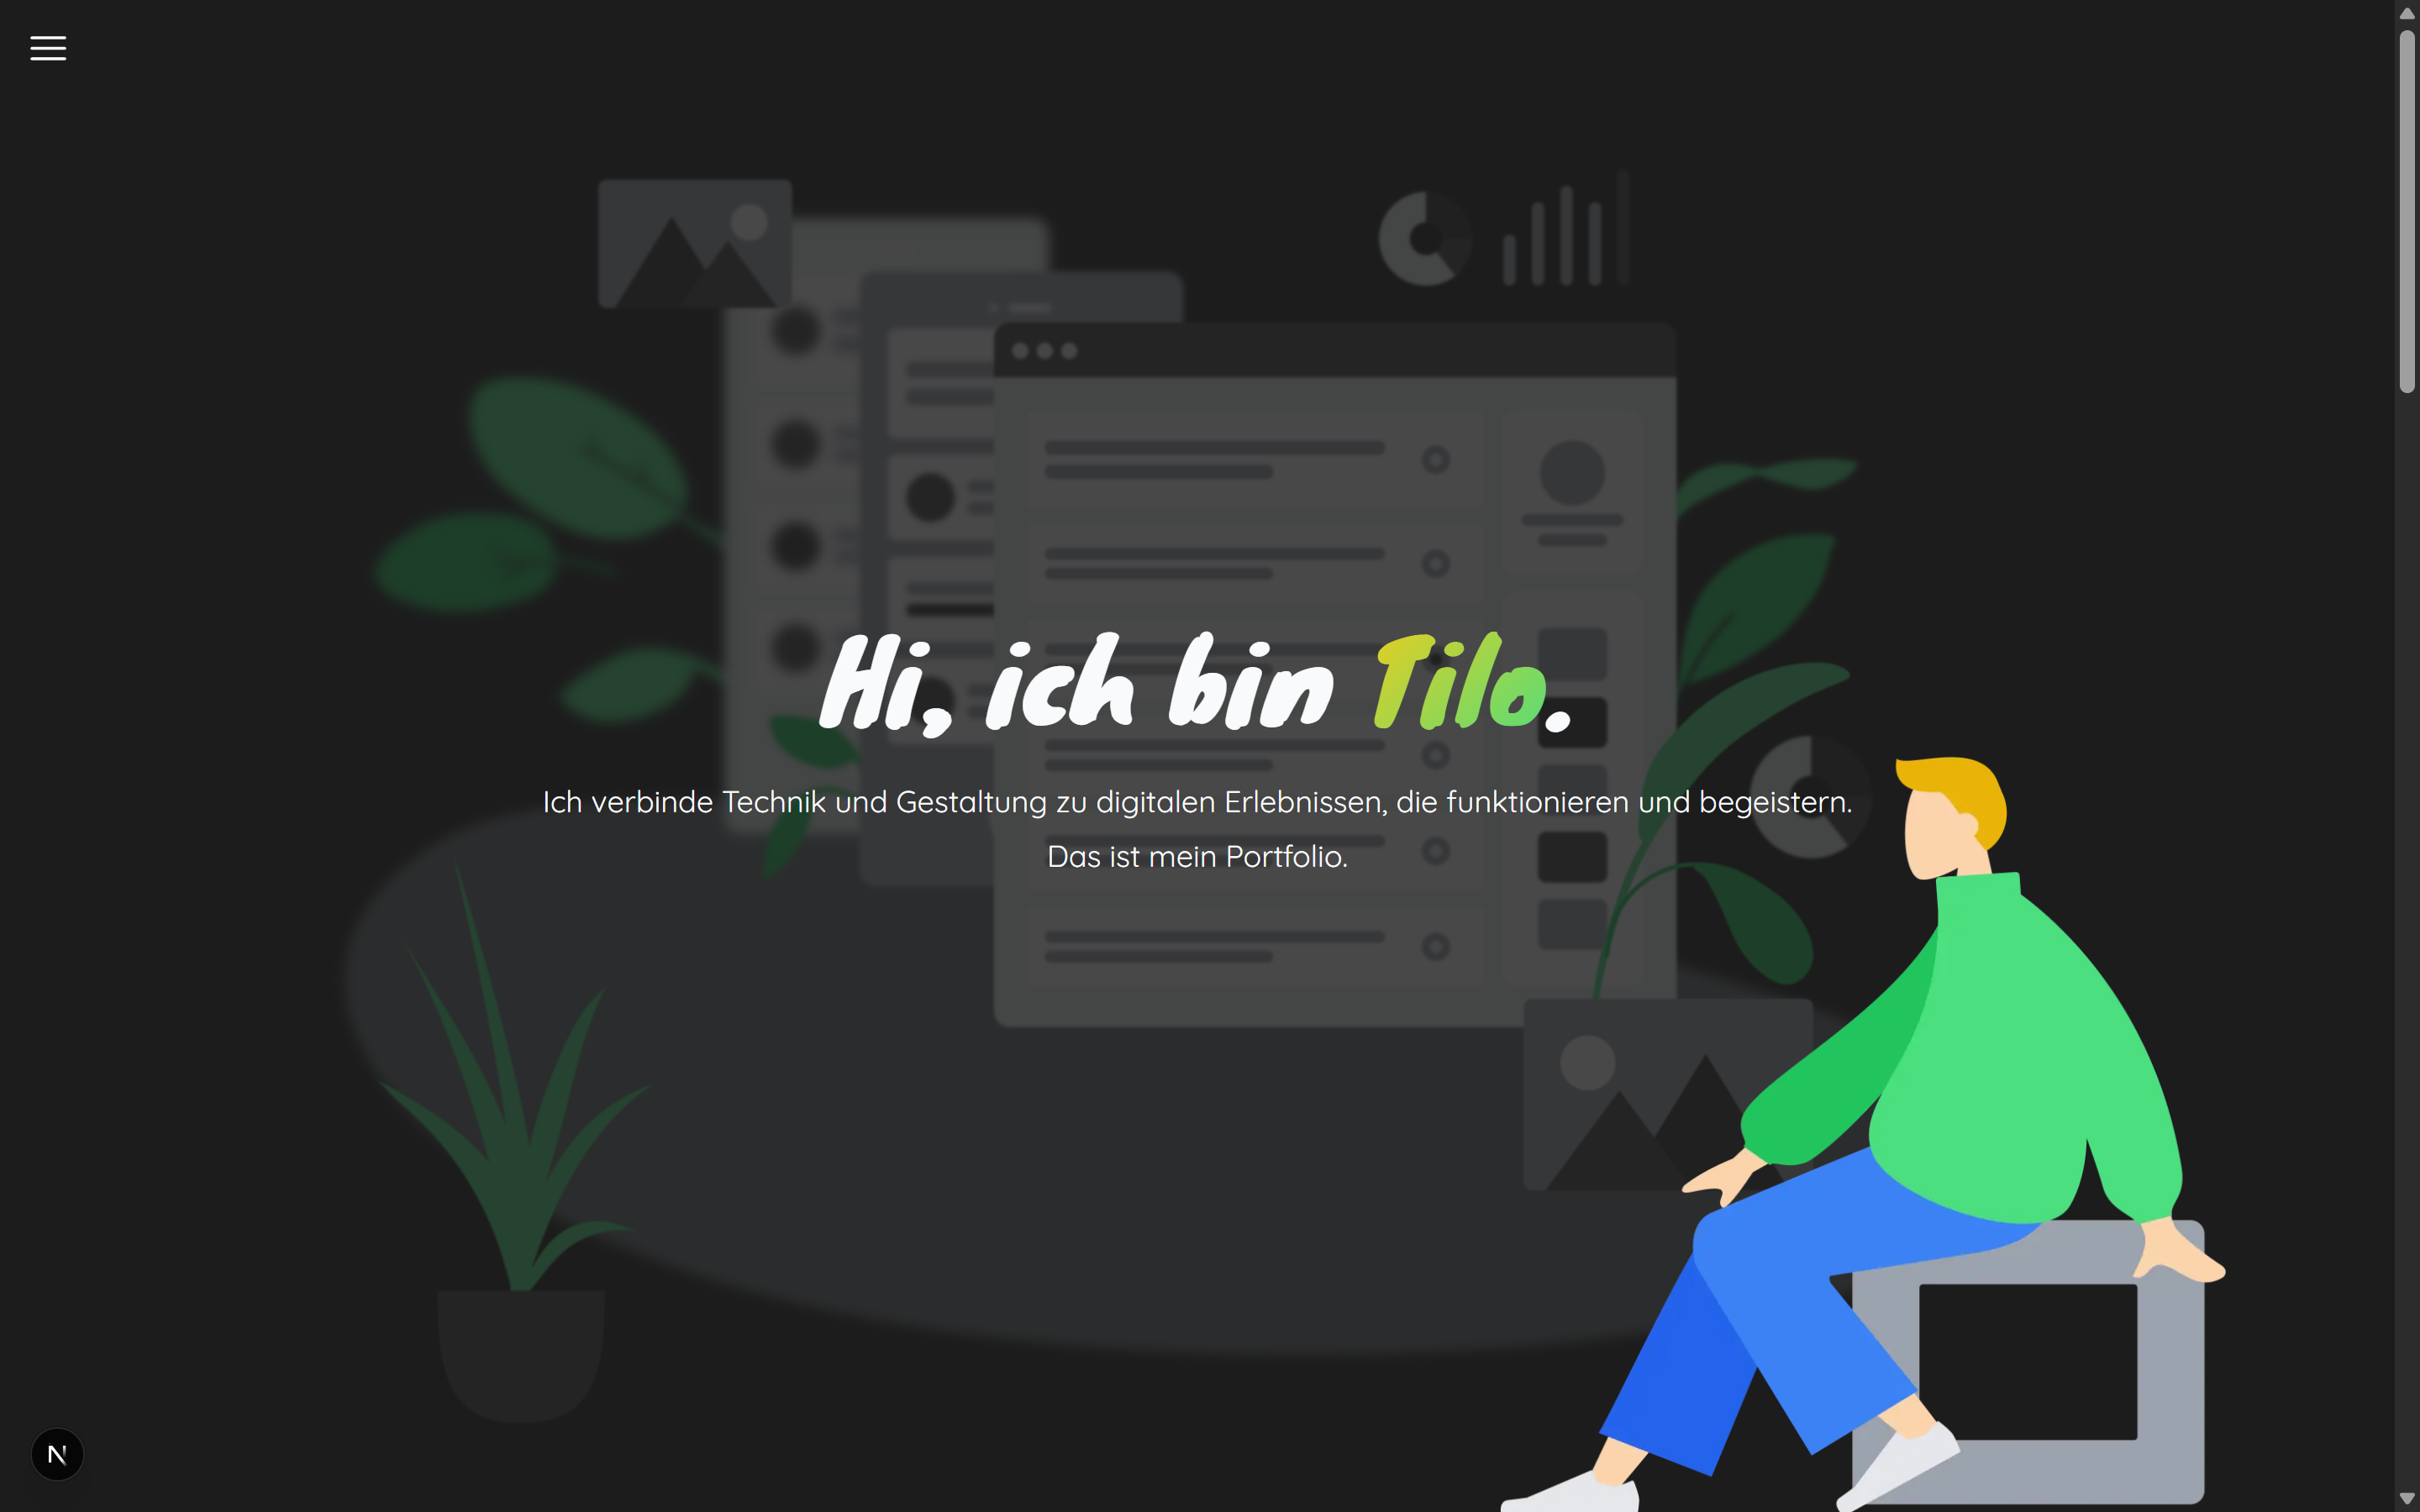 Hi, ich bin Tilo.
Ich verbinde Technik und Gestaltung zu digitalen Erlebnissen, die funktionieren und begeistern.
Das ist mein Portfolio.
N